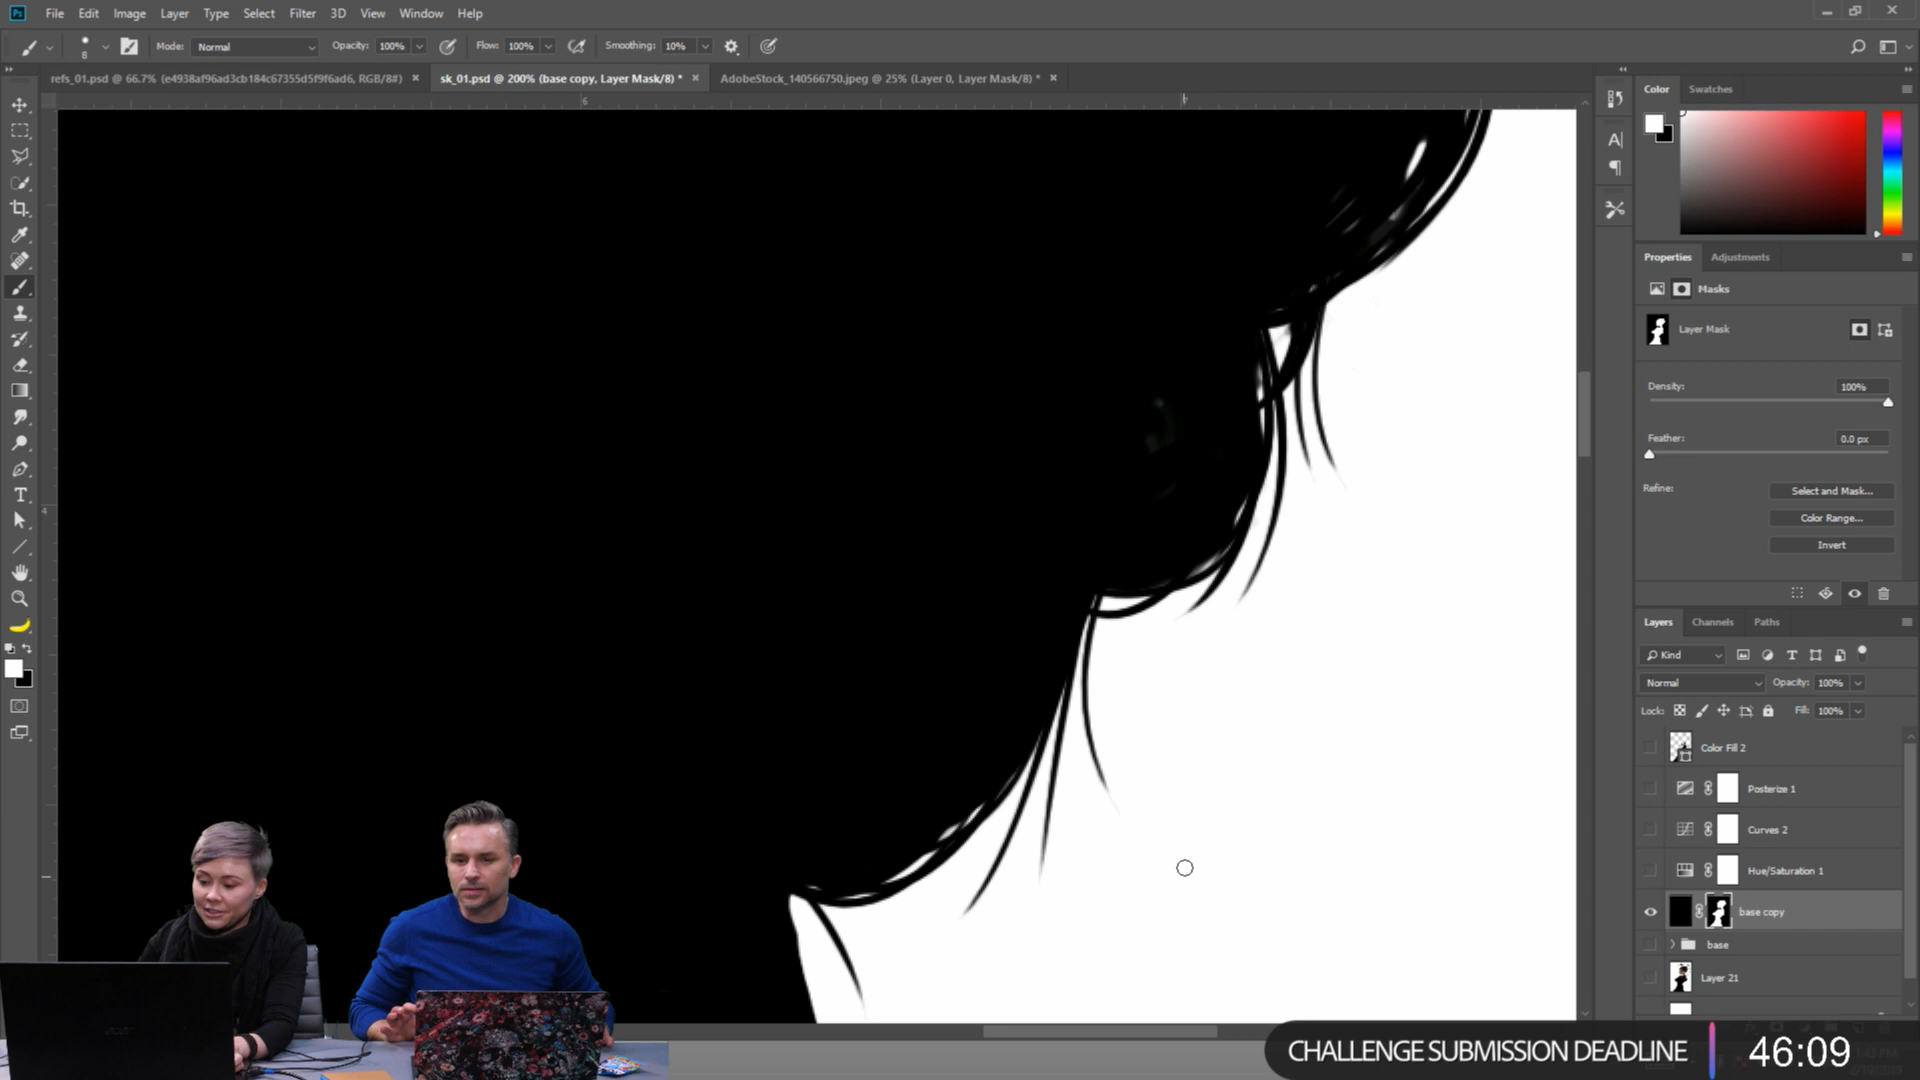 Ps File Edit Image Layer Type Select Filter 3D View Window Help
8 Mode: Normal Opacity: 100% Flow: 100% Smoothing: 10%
refs_01.psd @ 66.7% (e4938af96ad3cb184c67355d5f9f6ad6, RGB/8#) ×
sk_01.psd @ 200% (base copy, Layer Mask/8) * ×
AdobeStock_140566750.jpeg @ 25% (Layer 0, Layer Mask/8) * ×
6
4
Color Swatches
Properties Adjustments
Masks
Layer Mask
Density: 100%
Feather: 0.0 px
Refine:
Select and Mask...
Color Range...
Invert
Layers Channels Paths
Kind
Normal Opacity: 100%
Lock: Fill: 100%
Color Fill 2
Posterize 1
Curves 2
Hue/Saturation 1
base copy
base
Layer 21
CHALLENGE SUBMISSION DEADLINE 46:09